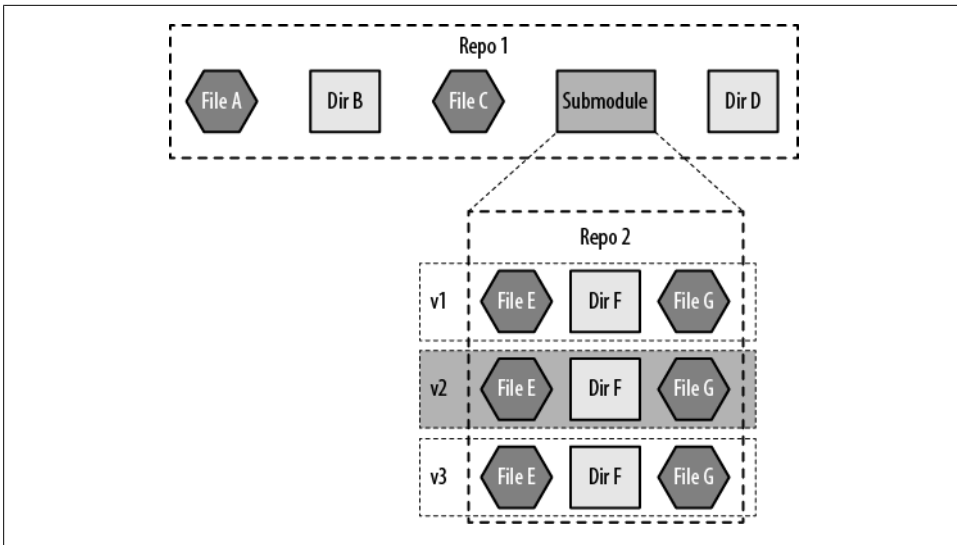 Repo 1
File A Dir B File C Submodule Dir D
Repo 2
v1 File E Dir F File G
v2 File E Dir F File G
v3 File E Dir F File G